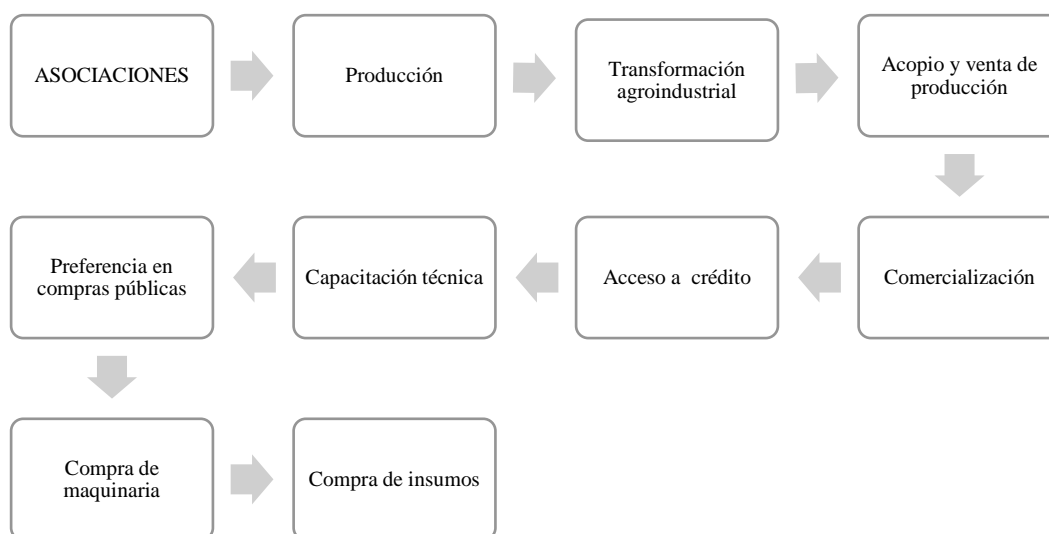 ASOCIACIONES
Producción
Transformación
agroindustrial
Acopio y venta de
producción
Comercialización
Acceso a crédito
Capacitación técnica
Preferencia en
compras públicas
Compra de
maquinaria
Compra de insumos